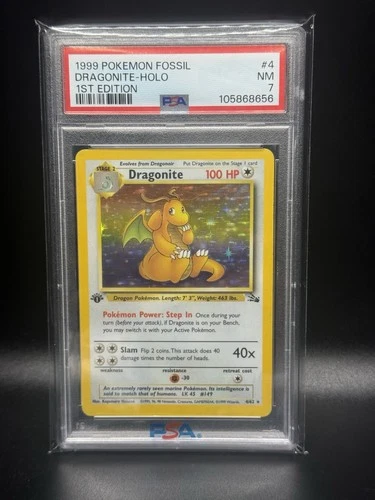 1999 POKEMON FOSSIL #4
DRAGONITE-HOLO NM
1ST EDITION 7
PSA 105868656
Evolves from Dragonair Put Dragonite on the Stage 1 card
STAGE 2 Dragonite 100 HP
Dragon Pokémon. Length: 7' 3", Weight: 463 lbs.
Pokémon Power: Step In Once during your
turn (before your attack), if Dragonite is on your Bench,
you may switch it with your Active Pokémon.
Slam Flip 2 coins. This attack does 40
damage times the number of heads. 40x
weakness resistance retreat cost
-30
An extremely rarely seen marine Pokémon. Its intelligence is
said to match that of humans. LV. 45 #149
4/62
PSA